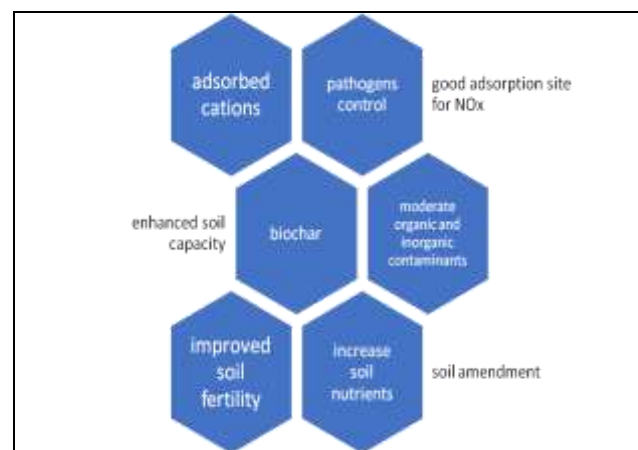 adsorbed
cations
pathogens
control
good adsorption site
for NOx
enhanced soil
capacity
biochar
moderate
organic and
inorganic
contaminants
improved
soil
fertility
increase
soil
nutrients
soil amendment